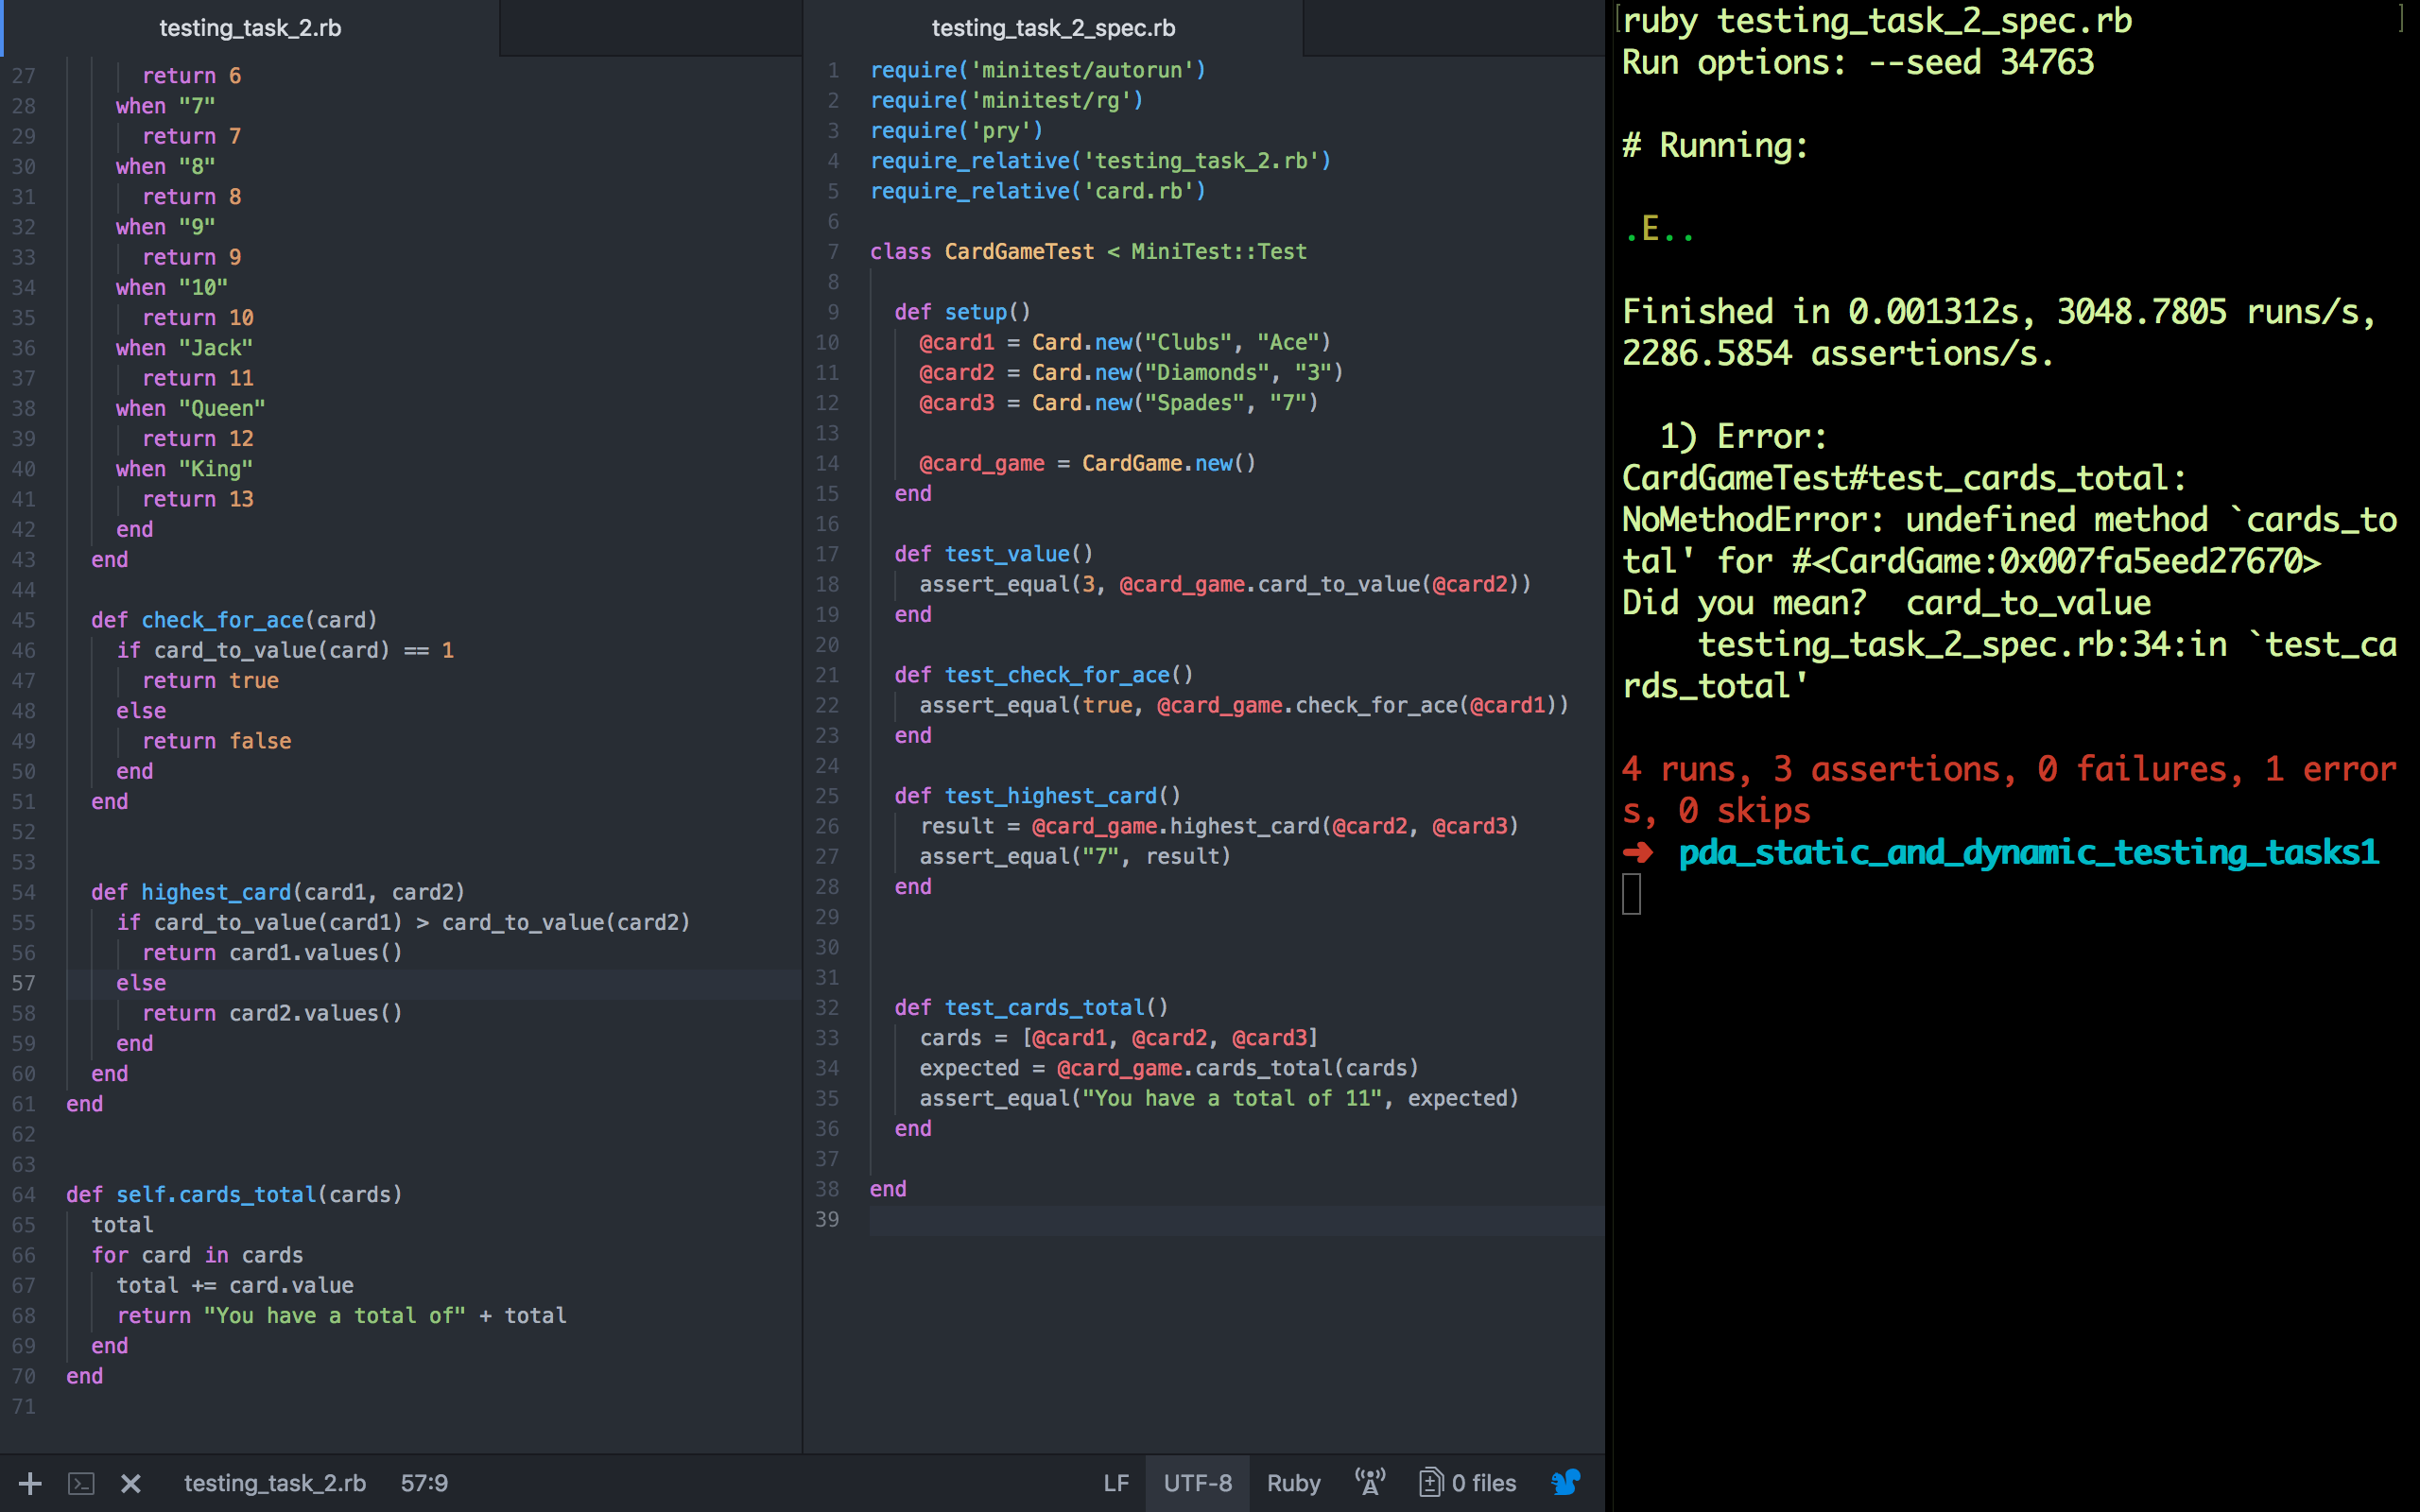 testing_task_2.rb
27 return 6
28 when "7"
29 return 7
30 when "8"
31 return 8
32 when "9"
33 return 9
34 when "10"
35 return 10
36 when "Jack"
37 return 11
38 when "Queen"
39 return 12
40 when "King"
41 return 13
42 end
43 end
44
45 def check_for_ace(card)
46 if card_to_value(card) == 1
47 return true
48 else
49 return false
50 end
51 end
52
53
54 def highest_card(card1, card2)
55 if card_to_value(card1) > card_to_value(card2)
56 return card1.values()
57 else
58 return card2.values()
59 end
60 end
61 end
62
63
64 def self.cards_total(cards)
65 total
66 for card in cards
67 total += card.value
68 return "You have a total of" + total
69 end
70 end
71
testing_task_2_spec.rb
1 require('minitest/autorun')
2 require('minitest/rg')
3 require('pry')
4 require_relative('testing_task_2.rb')
5 require_relative('card.rb')
6
7 class CardGameTest < MiniTest::Test
8
9 def setup()
10 @card1 = Card.new("Clubs", "Ace")
11 @card2 = Card.new("Diamonds", "3")
12 @card3 = Card.new("Spades", "7")
13
14 @card_game = CardGame.new()
15 end
16
17 def test_value()
18 assert_equal(3, @card_game.card_to_value(@card2))
19 end
20
21 def test_check_for_ace()
22 assert_equal(true, @card_game.check_for_ace(@card1))
23 end
24
25 def test_highest_card()
26 result = @card_game.highest_card(@card2, @card3)
27 assert_equal("7", result)
28 end
29
30
31
32 def test_cards_total()
33 cards = [@card1, @card2, @card3]
34 expected = @card_game.cards_total(cards)
35 assert_equal("You have a total of 11", expected)
36 end
37
38 end
39
[ruby testing_task_2_spec.rb ]
Run options: --seed 34763
# Running:
.E..
Finished in 0.001312s, 3048.7805 runs/s,
2286.5854 assertions/s.
1) Error:
CardGameTest#test_cards_total:
NoMethodError: undefined method `cards_to
tal' for #<CardGame:0x007fa5eed27670>
Did you mean?  card_to_value
testing_task_2_spec.rb:34:in `test_ca
rds_total'
4 runs, 3 assertions, 0 failures, 1 error
s, 0 skips
➜ pda_static_and_dynamic_testing_tasks1
testing_task_2.rb 57:9 LF UTF-8 Ruby 0 files